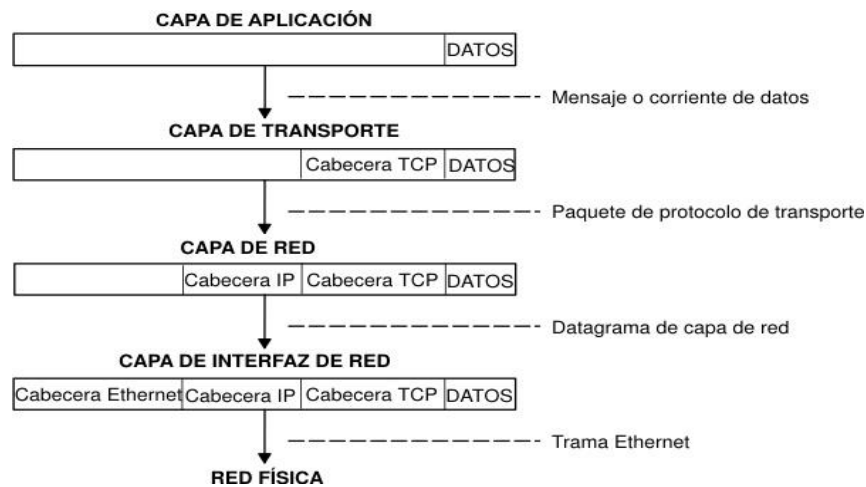 CAPA DE APLICACIÓN
DATOS
Mensaje o corriente de datos
CAPA DE TRANSPORTE
Cabecera TCP DATOS
Paquete de protocolo de transporte
CAPA DE RED
Cabecera IP Cabecera TCP DATOS
Datagrama de capa de red
CAPA DE INTERFAZ DE RED
Cabecera Ethernet Cabecera IP Cabecera TCP DATOS
Trama Ethernet
RED FÍSICA